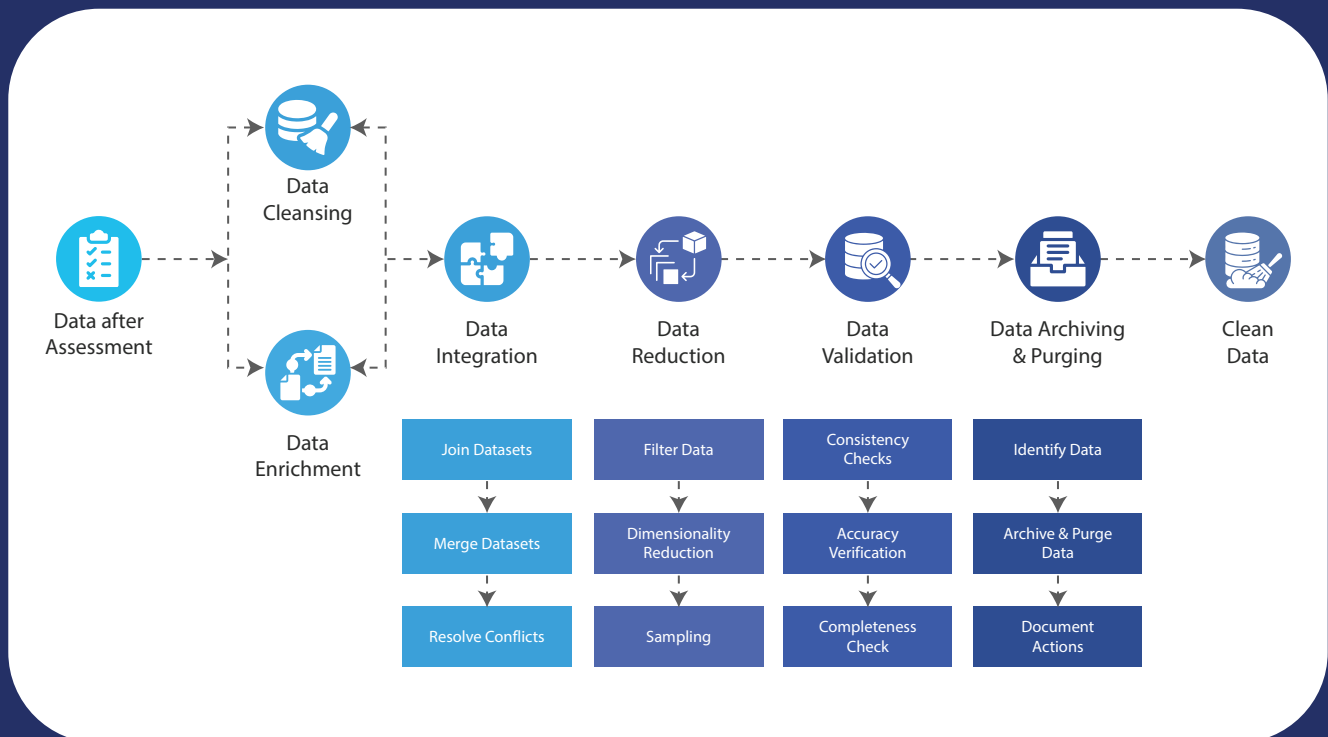 Data
Cleansing
Data after
Assessment
Data
Enrichment
Data
Integration
Data
Reduction
Data
Validation
Data Archiving
& Purging
Clean
Data
Join Datasets
Merge Datasets
Resolve Conflicts
Filter Data
Dimensionality
Reduction
Sampling
Consistency
Checks
Accuracy
Verification
Completeness
Check
Identify Data
Archive & Purge
Data
Document
Actions